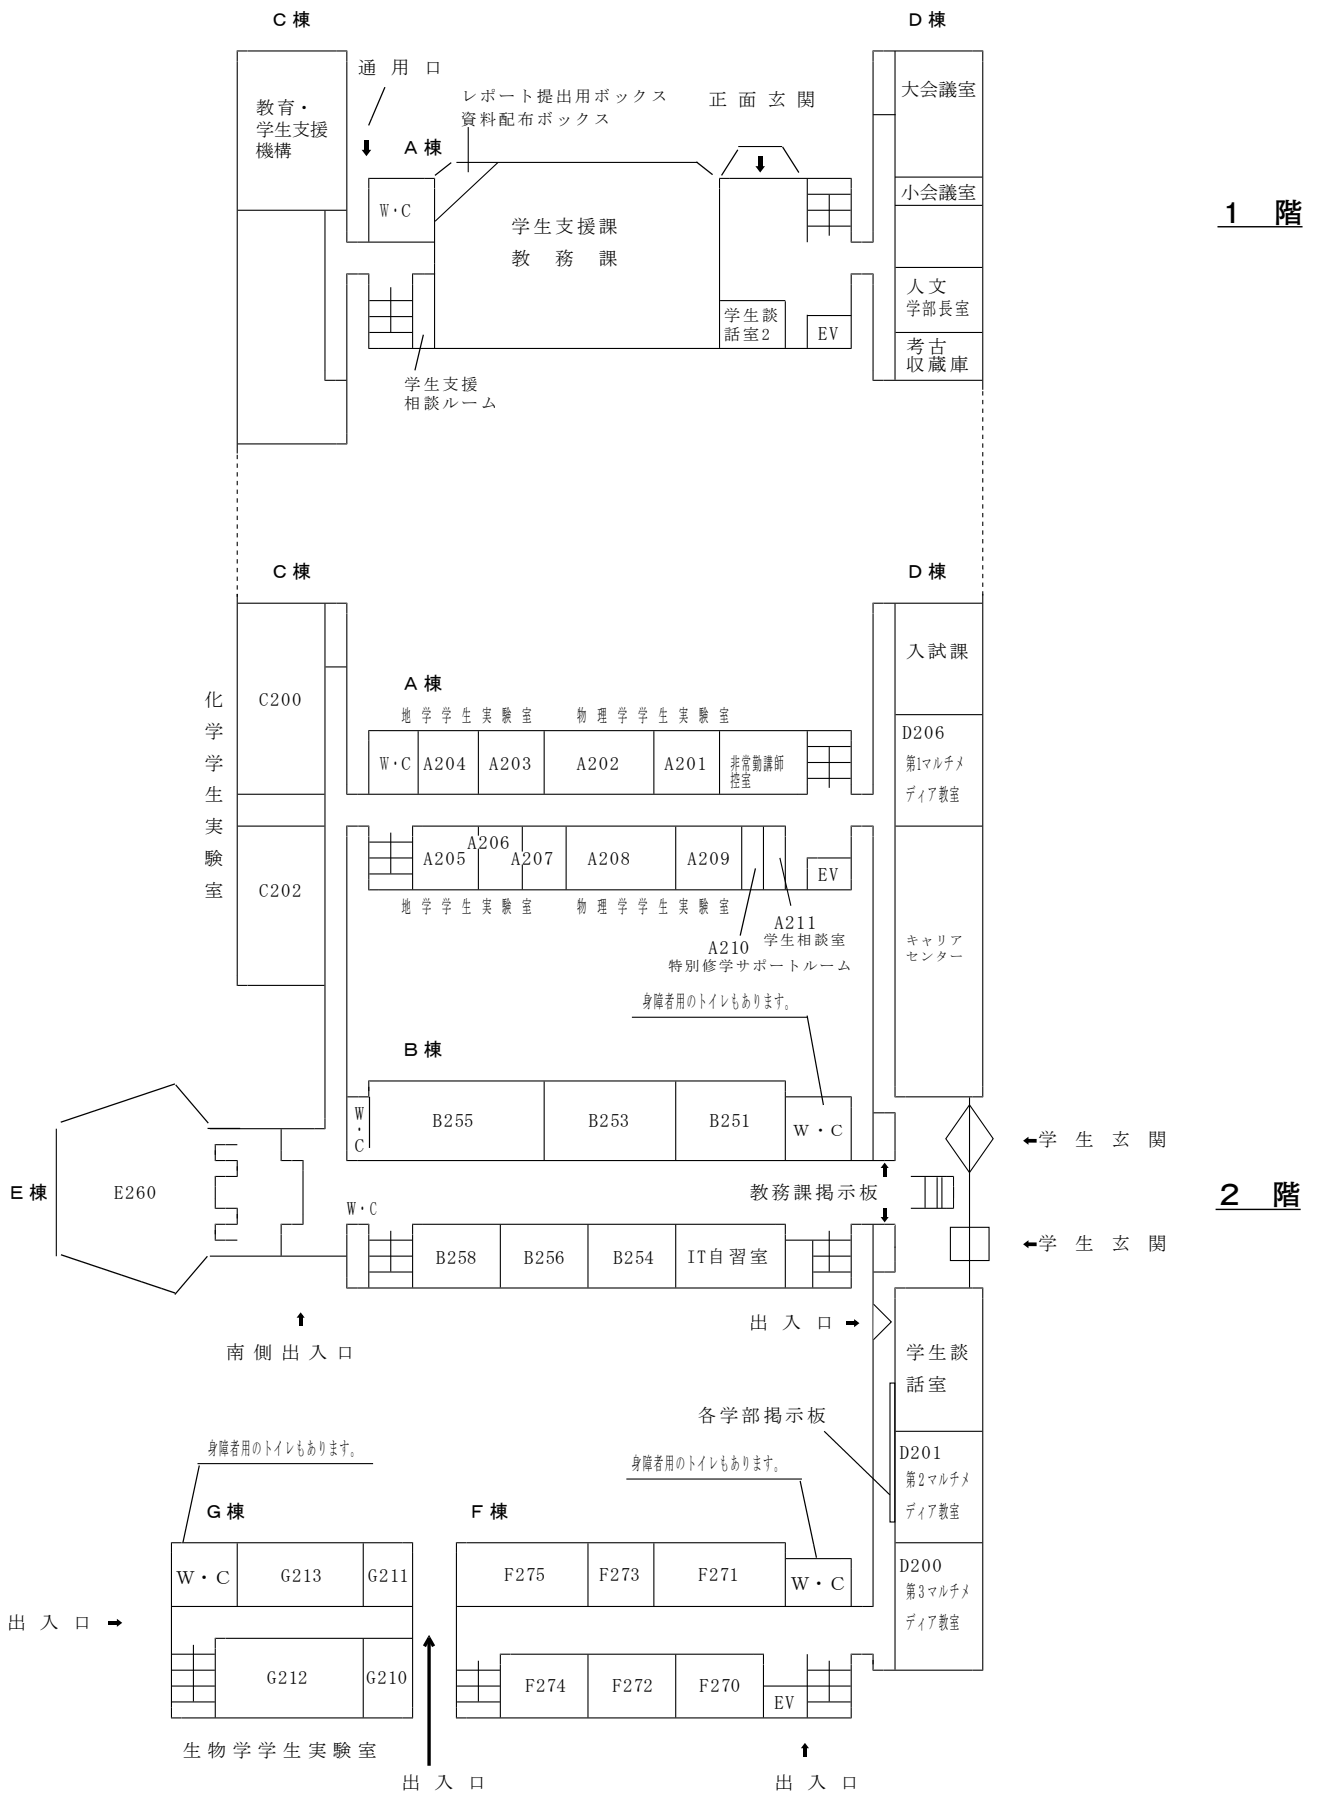 C棟
D棟
通用口
大会議室
レポート提出用ボックス
資料配布ボックス
正面玄関
教育・
学生支援
機構
A棟
小会議室
W・C
1 階
学生支援課
教務課
人文
学部長室
学生談
話室2
EV
考古
収蔵庫
学生支援
相談ルーム
C棟
D棟
入試課
A棟
化学学生実験室
C200
地学学生実験室
物理学学生実験室
D206
第1マルチメ
ディア教室
W・C
A204
A203
A202
A201
非常勤講師
控室
A206
A205
A207
A208
A209
EV
C202
地学学生実験室
物理学学生実験室
A211
学生相談室
A210
特別修学サポートルーム
キャリア
センター
身障者用のトイレもあります。
B棟
W・C
B255
B253
B251
W・C
学生玄関
E棟
E260
教務課掲示板
2 階
W・C
学生玄関
B258
B256
B254
IT自習室
出入口
南側出入口
学生談
話室
各学部掲示板
身障者用のトイレもあります。
身障者用のトイレもあります。
D201
第2マルチメ
ディア教室
G棟
F棟
W・C
G213
G211
F275
F273
F271
W・C
D200
第3マルチメ
ディア教室
出入口
G212
G210
F274
F272
F270
EV
生物学学生実験室
出入口
出入口